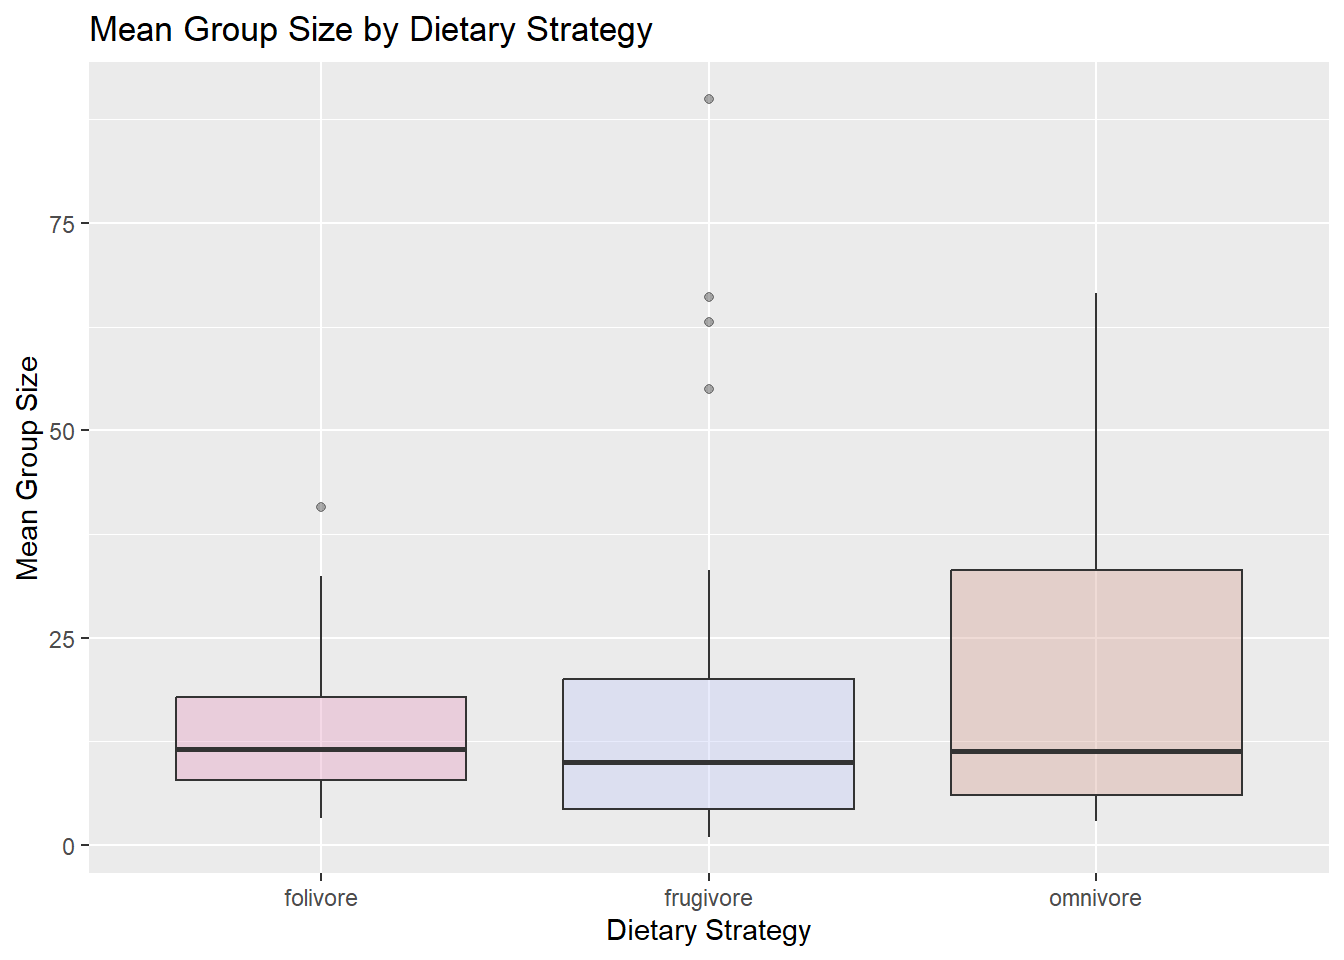 Mean Group Size by Dietary Strategy
Mean Group Size
75
50
25
0
folivore
frugivore
omnivore
Dietary Strategy